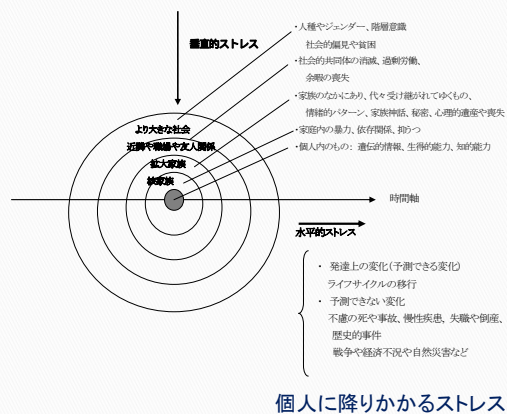 垂直的ストレス
・人種やジェンダー、階層意識
社会的偏見や貧困
・社会的共同体の消滅、過剰労働、
余暇の喪失
・家族のなかにあり、代々受け継がれてゆくもの、
情緒的パターン、家族神話、秘密、心理的遺産や喪失
・家庭内の暴力、依存関係、抑うつ
・個人内のもの： 遺伝的情報、生得的能力、知的能力
より大きな社会
近隣や職場や友人関係
拡大家族
核家族
時間軸
水平的ストレス
・ 発達上の変化（予測できる変化）
ライフサイクルの移行
・ 予測できない変化
不慮の死や事故、慢性疾患、失職や倒産、
歴史的事件
戦争や経済不況や自然災害など
個人に降りかかるストレス